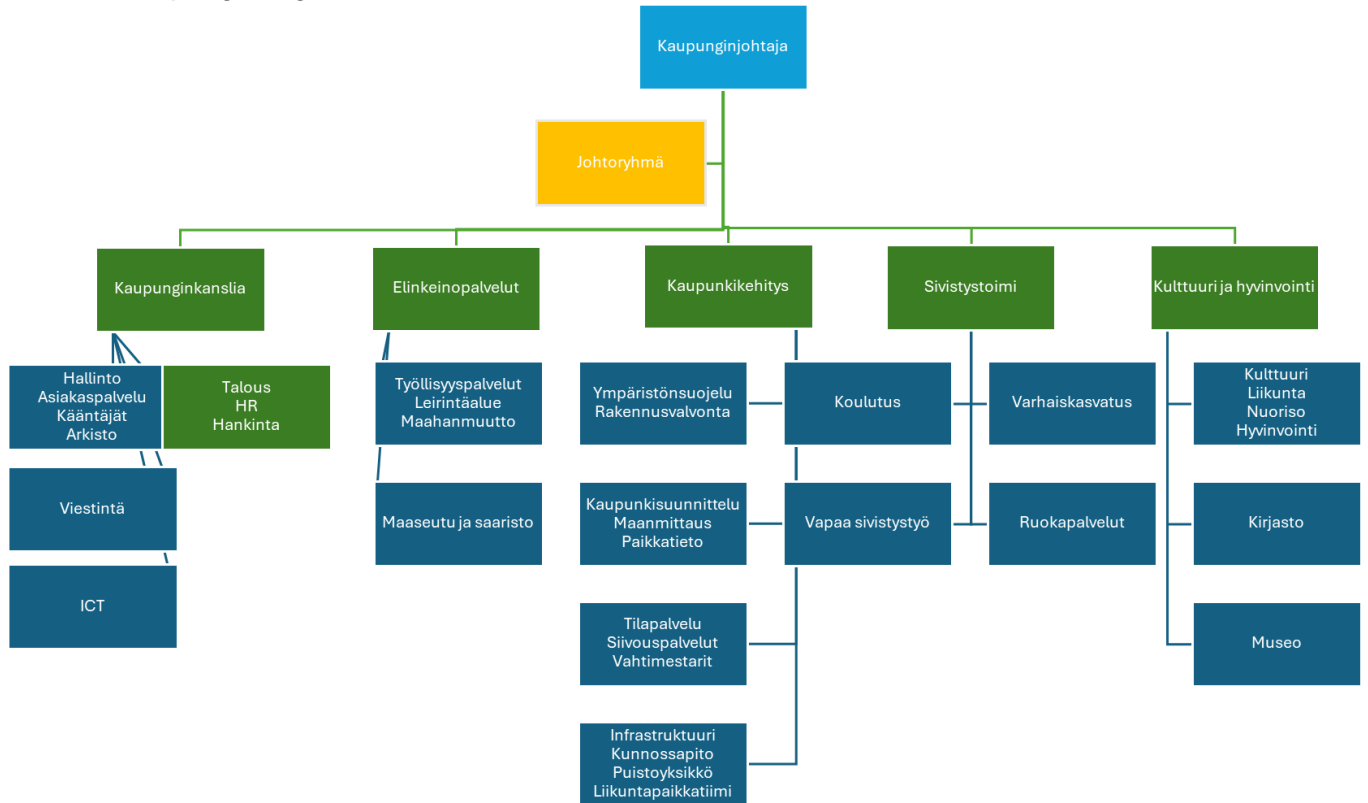 Kaupunginjohtaja
Johtoryhmä
Kaupunginkanslia
Elinkeinopalvelut
Kaupunkikehitys
Sivistystoimi
Kulttuuri ja hyvinvointi
Hallinto
Asiakaspalvelu
Kääntäjät
Arkisto
Talous
HR
Hankinta
Viestintä
ICT
Työllisyyspalvelut
Leirintäalue
Maahanmuutto
Maaseutu ja saaristo
Ympäristönsuojelu
Rakennusvalvonta
Kaupunkisuunnittelu
Maanmittaus
Paikkatieto
Tilapalvelu
Siivouspalvelut
Vahtimestarit
Infrastruktuuri
Kunnossapito
Puistoyksikkö
Liikuntapaikkatiimi
Koulutus
Varhaiskasvatus
Vapaa sivistystyö
Ruokapalvelut
Kulttuuri
Liikunta
Nuoriso
Hyvinvointi
Kirjasto
Museo